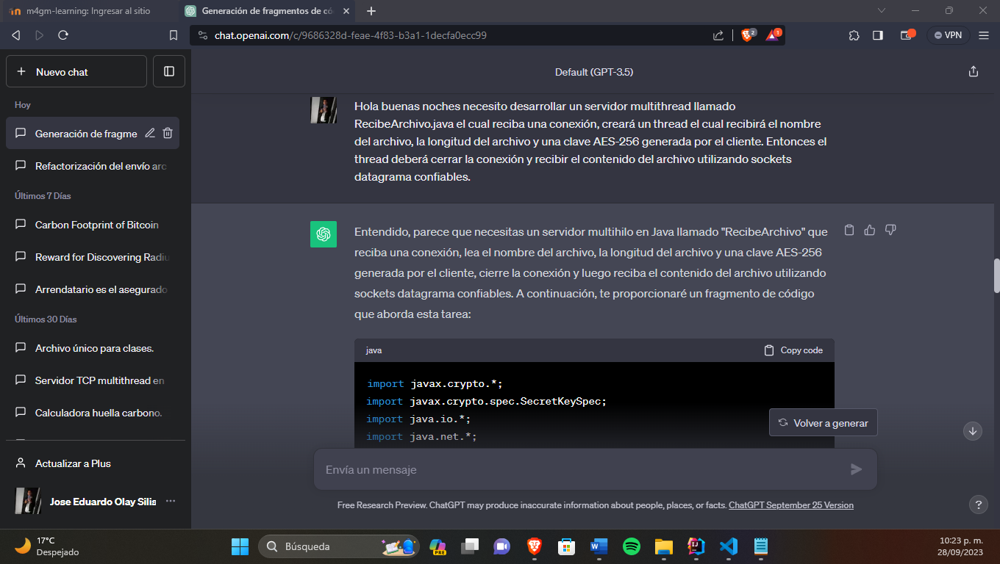 m4gm-learning: Ingresar al sitio
Generación de fragmentos de có
chat.openai.com/c/9686328d-feae-4f83-b3a1-1decfa0ecc99
2
1
VPN
Nuevo chat
Default (GPT-3.5)
Hoy
Generación de fragme
Refactorización del envío arc
Últimos 7 Días
Carbon Footprint of Bitcoin
Reward for Discovering Radiu
Arrendatario es el asegurado
Últimos 30 Días
Archivo único para clases.
Servidor TCP multithread en
Calculadora huella carbono.
Actualizar a Plus
Jose Eduardo Olay Silis
Hola buenas noches necesito desarrollar un servidor multithread llamado
RecibeArchivo.java el cual reciba una conexión, creará un thread el cual recibirá el nombre
del archivo, la longitud del archivo y una clave AES-256 generada por el cliente. Entonces el
thread deberá cerrar la conexión y recibir el contenido del archivo utilizando sockets
datagrama confiables.
Entendido, parece que necesitas un servidor multihilo en Java llamado "RecibeArchivo" que
reciba una conexión, lea el nombre del archivo, la longitud del archivo y una clave AES-256
generada por el cliente, cierre la conexión y luego reciba el contenido del archivo utilizando
sockets datagrama confiables. A continuación, te proporcionaré un fragmento de código
que aborda esta tarea:
java
Copy code
import javax.crypto.*;
import javax.crypto.spec.SecretKeySpec;
import java.io.*;
import java.net.*;
Volver a generar
Envía un mensaje
Free Research Preview. ChatGPT may produce inaccurate information about people, places, or facts. ChatGPT September 25 Version
?
17°C
Despejado
Búsqueda
PRE
10:23 p. m.
28/09/2023